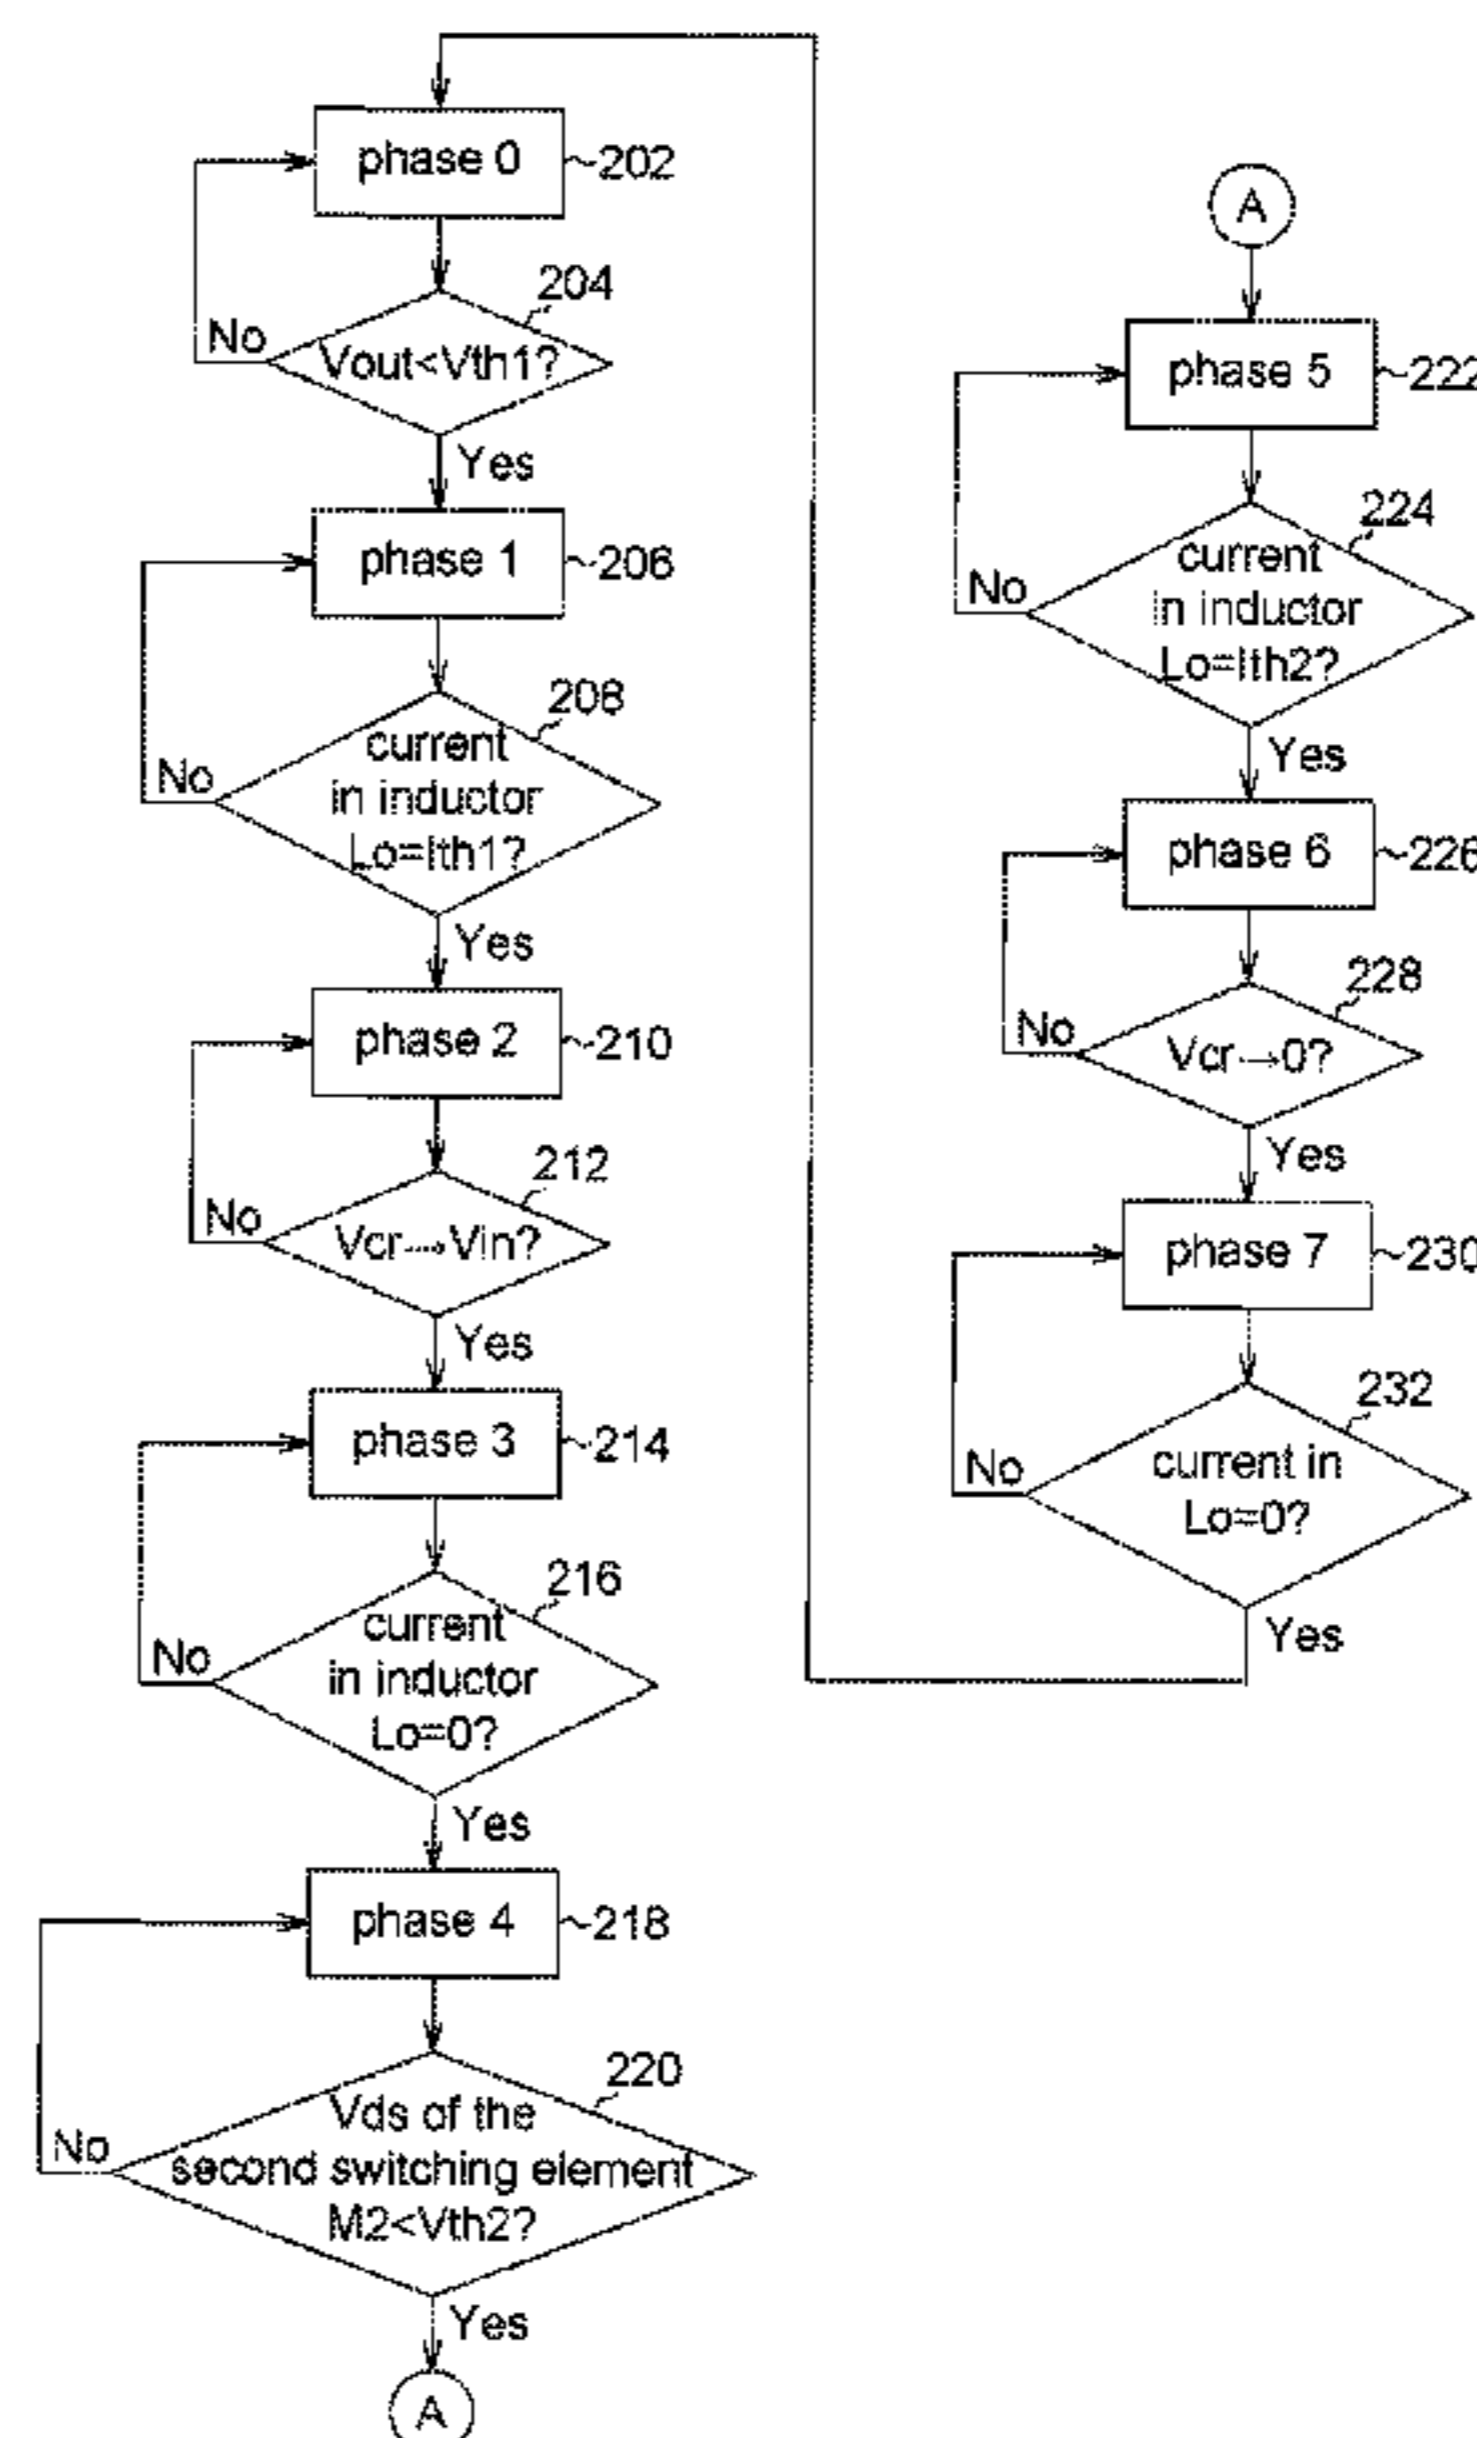 phase 0
202
204
Vout<Vth1?
No
Yes
phase 1
206
208
current
in inductor
Lo=Ith1?
No
Yes
phase 2
210
212
Vcr→Vin?
No
Yes
phase 3
214
216
current
in inductor
Lo=0?
No
Yes
phase 4
218
220
Vds of the
second switching element
M2<Vth2?
No
Yes
A
A
phase 5
222
224
current
in inductor
Lo=Ith2?
No
Yes
phase 6
226
228
Vcr→0?
No
Yes
phase 7
230
232
current in
Lo=0?
No
Yes